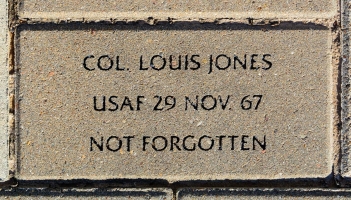 COL. LOUIS JONES
USAF 29 NOV. 67
NOT FORGOTTEN